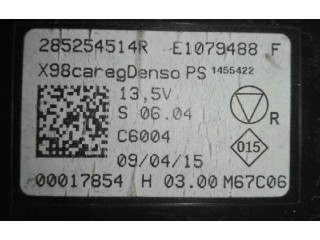 285254514R E1079488 F
X98caregDenso PS 1455422
13,5V
S 06.04
C6004
R
09/04/15
015
00017854 H 03.00 M67C06